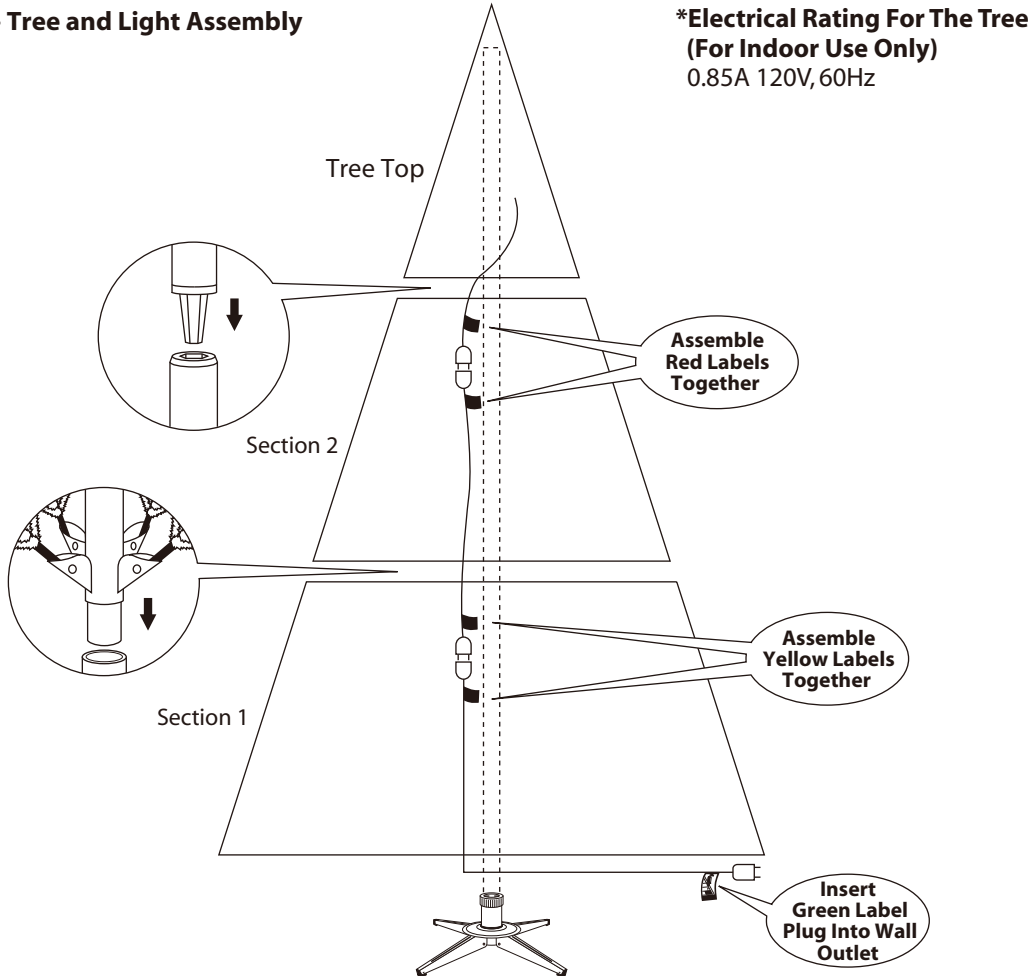 Tree and Light Assembly
*Electrical Rating For The Tree
(For Indoor Use Only)
0.85A 120V, 60Hz
Tree Top
Assemble
Red Labels
Together
Section 2
Assemble
Yellow Labels
Together
Section 1
Insert
Green Label
Plug Into Wall
Outlet